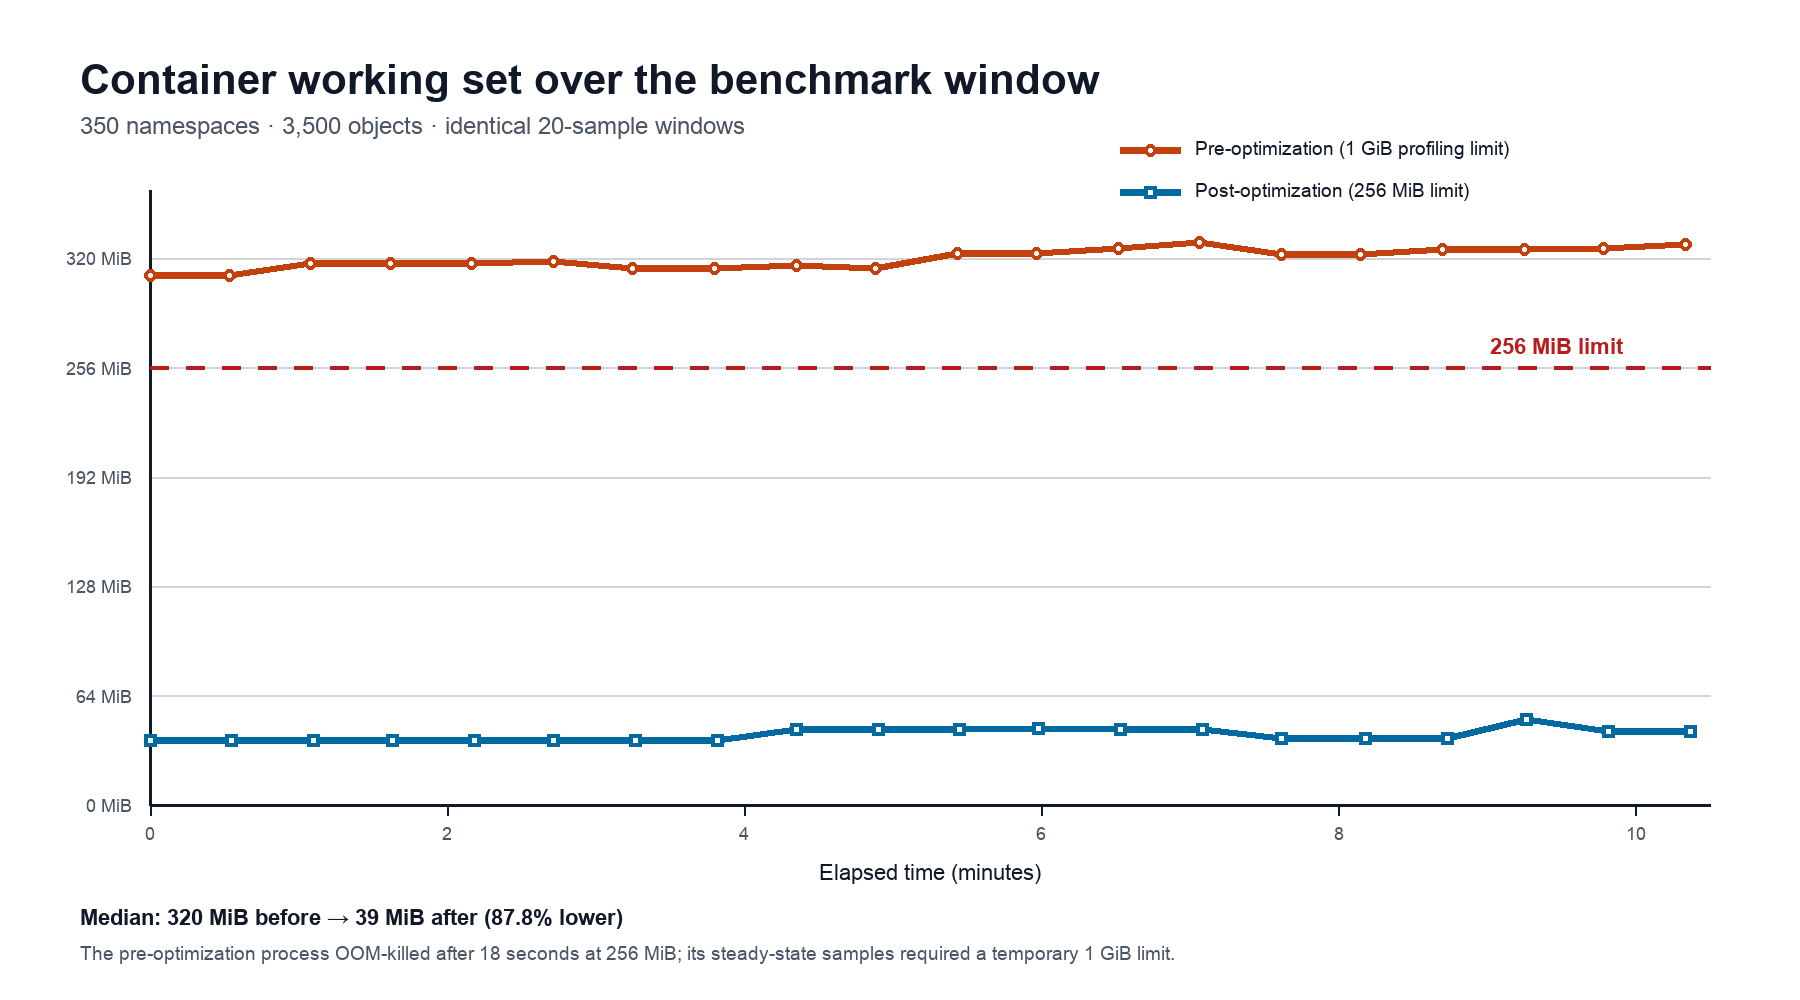 Container working set over the benchmark window
350 namespaces · 3,500 objects · identical 20-sample windows
Pre-optimization (1 GiB profiling limit)
Post-optimization (256 MiB limit)
320 MiB
256 MiB limit
256 MiB
192 MiB
128 MiB
64 MiB
0 MiB
0 2 4 6 8 10
Elapsed time (minutes)
Median: 320 MiB before → 39 MiB after (87.8% lower)
The pre-optimization process OOM-killed after 18 seconds at 256 MiB; its steady-state samples required a temporary 1 GiB limit.